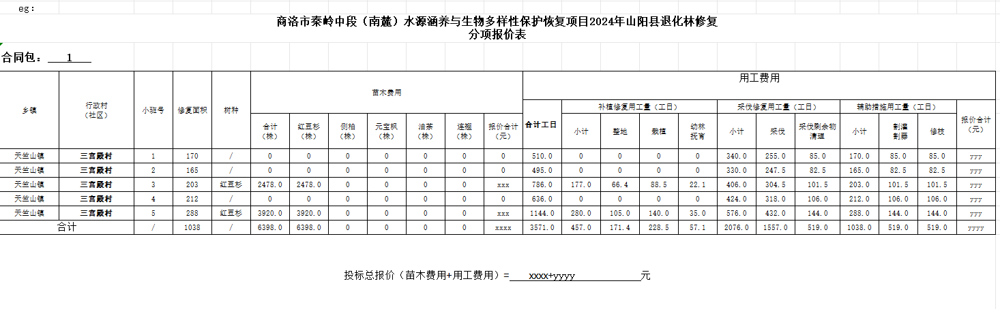 eg：
商洛市秦岭中段（南麓）水源涵养与生物多样性保护恢复项目2024年山阳县退化林修复
分项报价表
合同包： 1
乡镇 行政村（社区） 小班号 修复面积 树种 苗木费用 用工费用
合计（株） 红豆杉（株） 侧柏（株） 元宝枫（株） 油茶（株） 连翘（株） 报价合计（元） 合计工日 补植修复用工量（工日） 采伐修复用工量（工日） 辅助措施用工量（工日） 报价合计（元）
小计 整地 栽植 幼林抚育 小计 采伐 采伐剩余物清理 小计 割灌割藤 修枝
天竺山镇 三宫殿村 1 170 / 0 0 0 0 0 0 0 510.0 0 0 0 0 340.0 255.0 85.0 170.0 85.0 85.0 yyy
天竺山镇 三宫殿村 2 165 / 0 0 0 0 0 0 0 495.0 0 0 0 0 330.0 247.5 82.5 165.0 82.5 82.5 yyy
天竺山镇 三宫殿村 3 203 红豆杉 2478.0 2478.0 0 0 0 0 xxx 786.0 177.0 66.4 88.5 22.1 406.0 304.5 101.5 203.0 101.5 101.5 yyy
天竺山镇 三宫殿村 4 212 / 0 0 0 0 0 0 0 636.0 0 0 0 0 424.0 318.0 106.0 212.0 106.0 106.0 yyy
天竺山镇 三宫殿村 5 288 红豆杉 3920.0 3920.0 0 0 0 0 xxx 1144.0 280.0 105.0 140.0 35.0 576.0 432.0 144.0 288.0 144.0 144.0 yyy
合计 / 1038 / 6398.0 6398.0 0 0 0 0 xxxx 3571.0 457.0 171.4 228.5 57.1 2076.0 1557.0 519.0 1038.0 519.0 519.0 yyyy
投标总报价（苗木费用+用工费用）= xxxx+yyyy 元